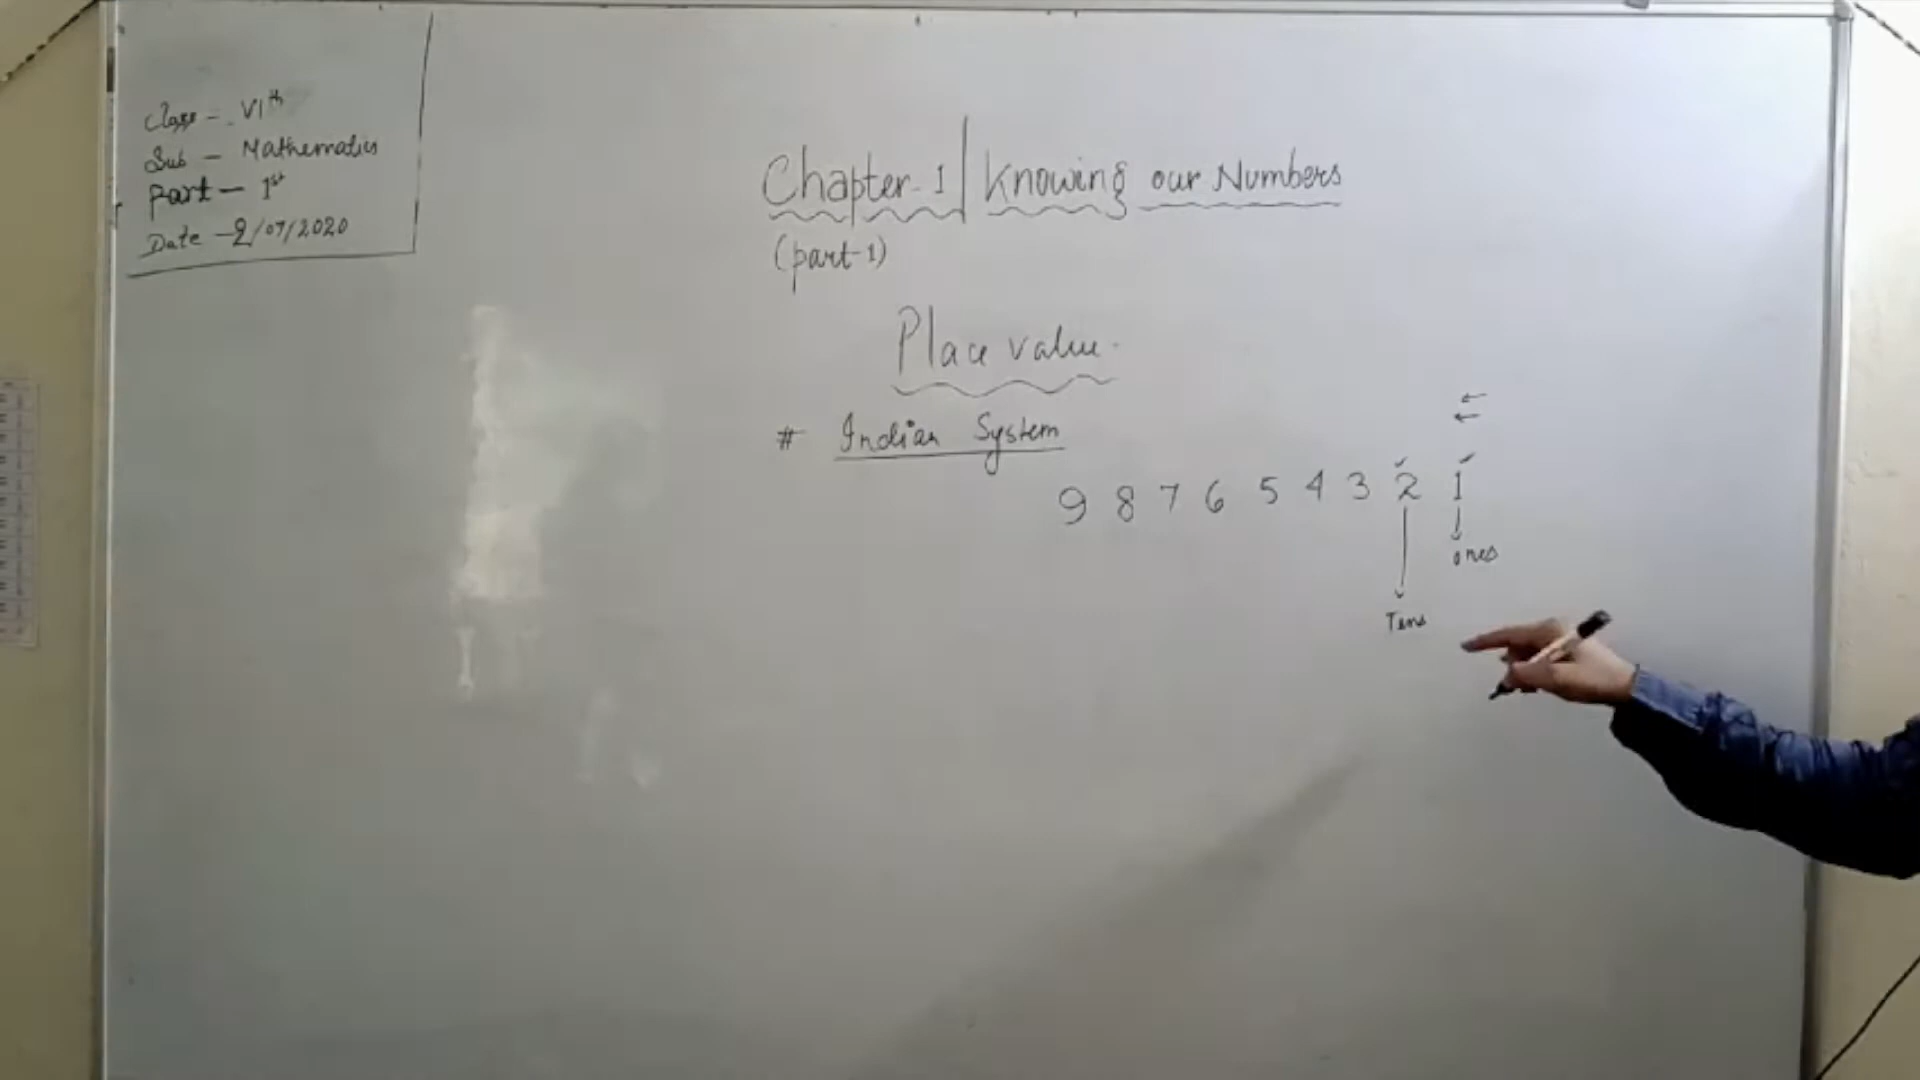 Class - VIth
Sub - Mathematics
Part - 1st
Date - 2/07/2020
Chapter-1 | Knowing our Numbers
(part-1)
Place value.
# Indian System
9 8 7 6 5 4 3 2 1
ones
Tens